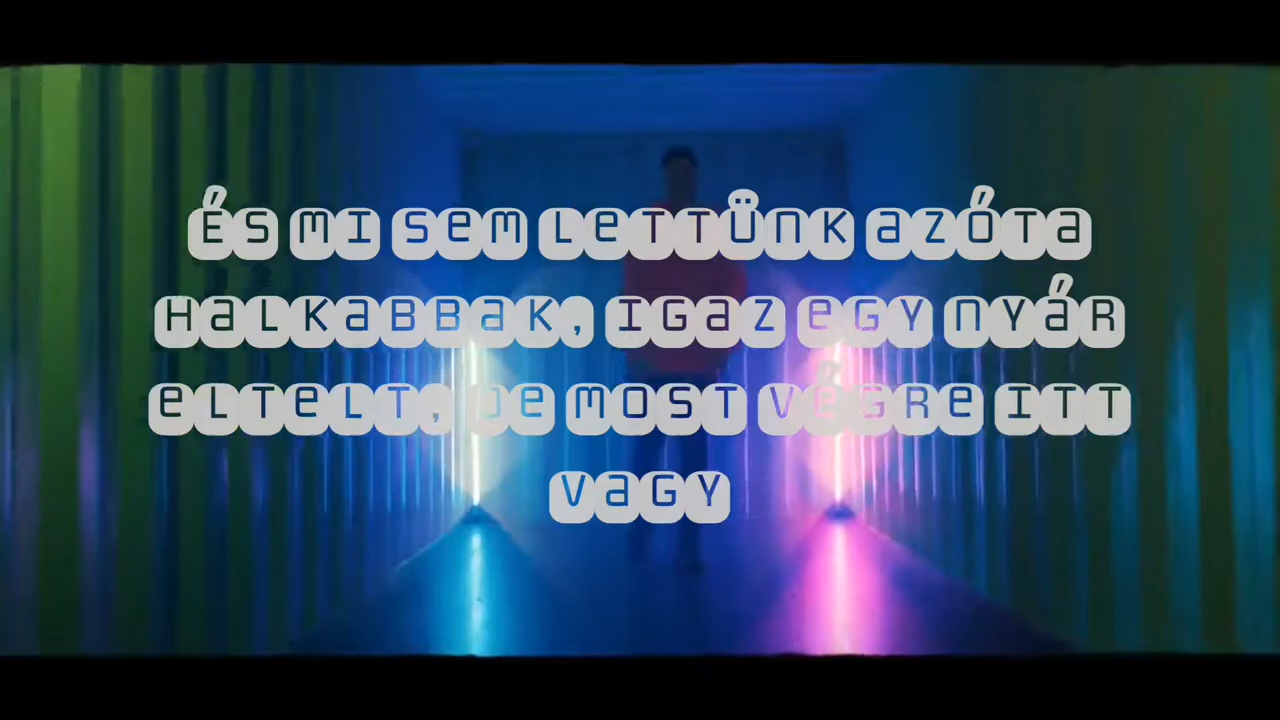 És mi sem lettünk azóta
halkabbak, igaz egy nyár
eltelt, de most végre itt
vagy